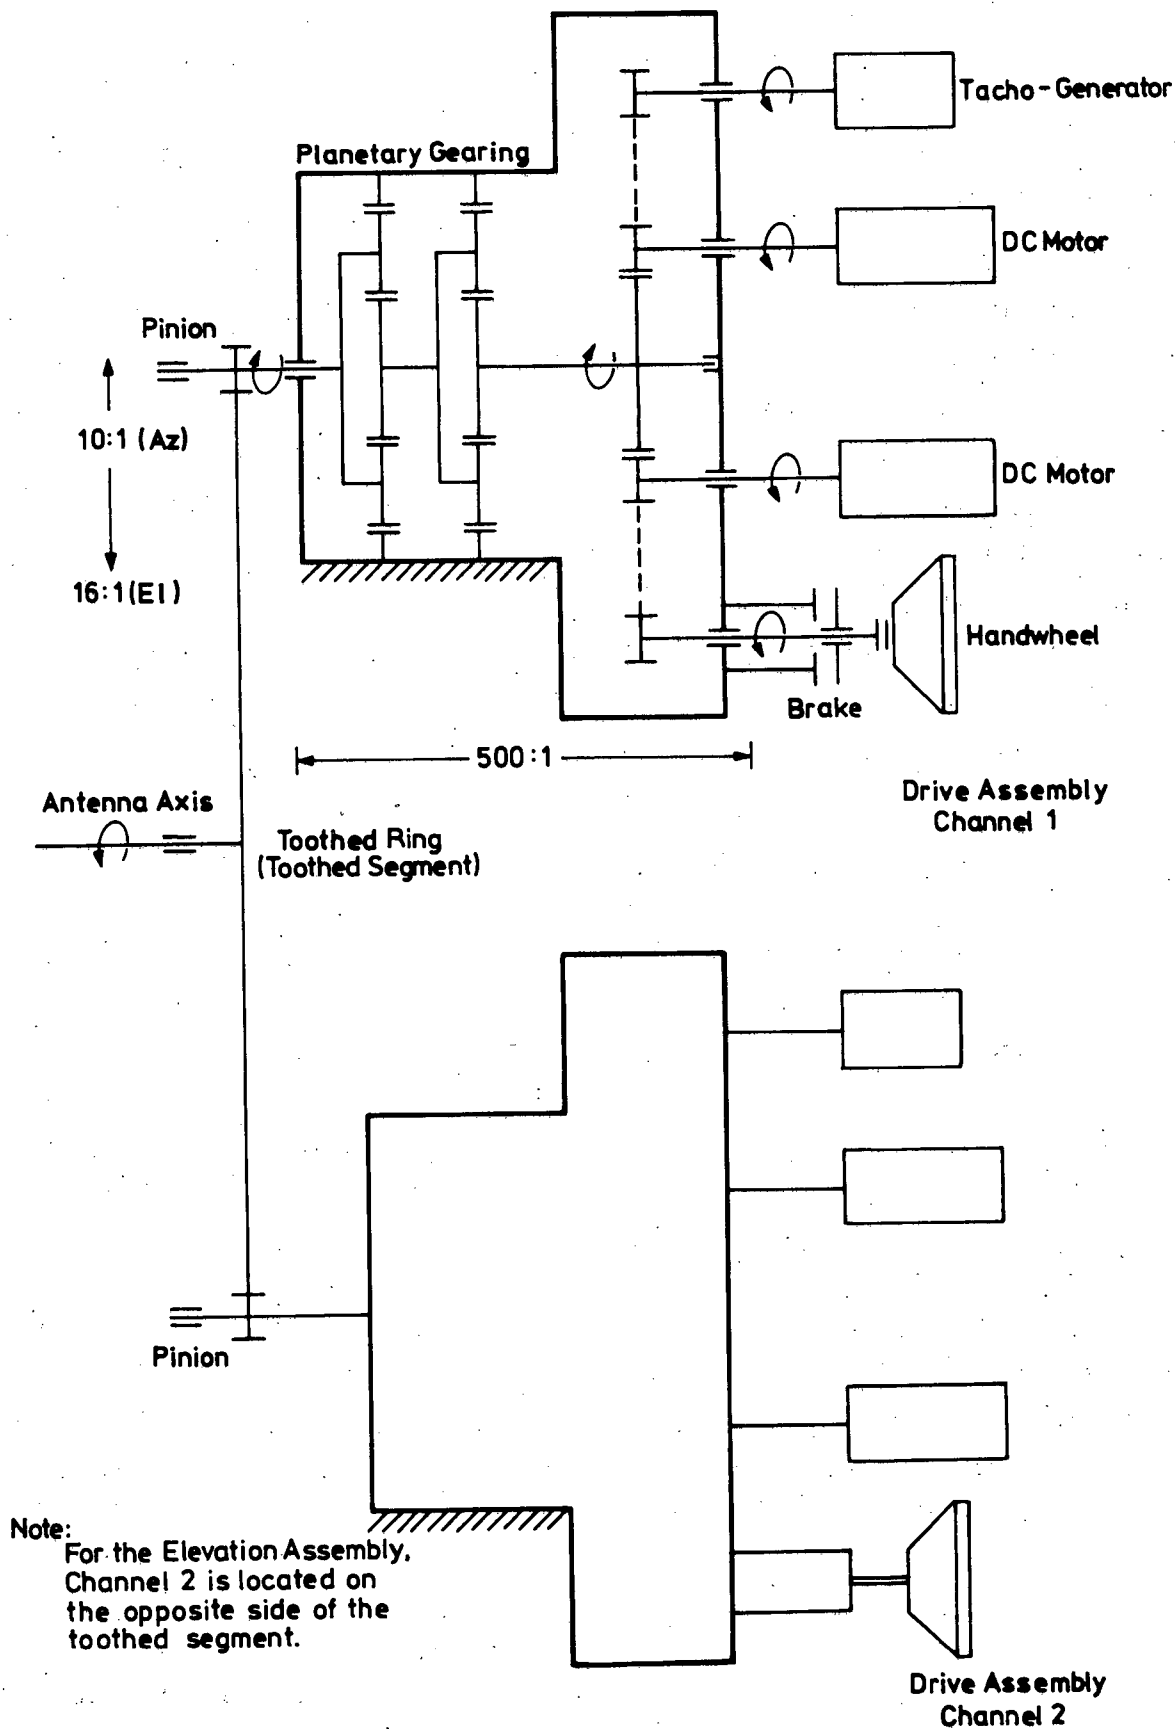 Tacho-Generator
Planetary Gearing
DC Motor
Pinion
10:1 (Az)
DC Motor
16:1(El)
Handwheel
Brake
500:1
Drive Assembly
Channel 1
Antenna Axis
Toothed Ring
(Toothed Segment)
Pinion
Note:
For the Elevation Assembly,
Channel 2 is located on
the opposite side of the
toothed segment.
Drive Assembly
Channel 2